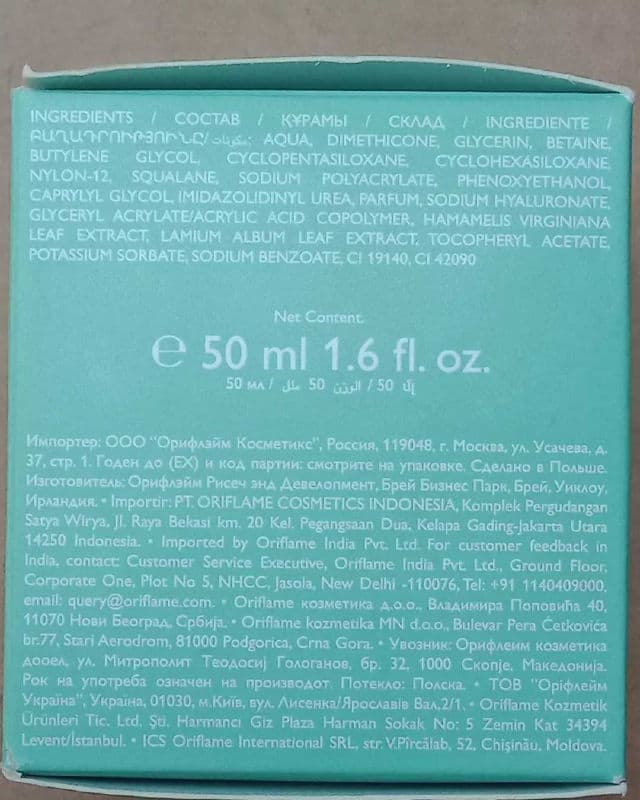 INGREDIENTS / СОСТАВ / ҚҰРАМЫ / СКЛАД / INGREDIENTE /
ԲԱՂԱԴՐՈՒԹՅՈՒՆԸ/مكونات: AQUA, DIMETHICONE, GLYCERIN, BETAINE,
BUTYLENE GLYCOL, CYCLOPENTASILOXANE, CYCLOHEXASILOXANE,
NYLON-12, SQUALANE, SODIUM POLYACRYLATE, PHENOXYETHANOL,
CAPRYLYL GLYCOL, IMIDAZOLIDINYL UREA, PARFUM, SODIUM HYALURONATE,
GLYCERYL ACRYLATE/ACRYLIC ACID COPOLYMER, HAMAMELIS VIRGINIANA
LEAF EXTRACT, LAMIUM ALBUM LEAF EXTRACT, TOCOPHERYL ACETATE,
POTASSIUM SORBATE, SODIUM BENZOATE, CI 19140, CI 42090
Net Content:
℮ 50 ml 1.6 fl. oz.
50 мл / الوزن 50 ملل / 50
Импортер: ООО "Орифлэйм Косметикс", Россия, 119048, г. Москва, ул. Усачева, д.
37, стр. 1. Годен до (EX) и код партии: смотрите на упаковке. Сделано в Польше.
Изготовитель: Орифлэйм Рисеч энд Девелопмент, Брей Бизнес Парк, Брей, Уиклоу,
Ирландия. • Importir: PT. ORIFLAME COSMETICS INDONESIA, Komplek Pergudangan
Satya Wirya, Jl. Raya Bekasi km. 20 Kel. Pegangsaan Dua, Kelapa Gading-Jakarta Utara
14250 Indonesia. • Imported by Oriflame India Pvt. Ltd. For customer feedback in
India, contact: Customer Service Executive, Oriflame India Pvt. Ltd., Ground Floor,
Corporate One, Plot No 5, NHCC, Jasola, New Delhi -110076, Tel: +91 1140409000,
email: query@oriflame.com. • Oriflame козметика д.о.о., Владимира Поповића 40,
11070 Нови Београд, Србија. • Oriflame kozmetika MN d.o.o., Bulevar Pera Ćetkovića
br.77, Stari Aerodrom, 81000 Podgorica, Crna Gora. • Увозник: Орифлеим козметика
дооел, ул. Митрополит Теодосиј Гологанов, бр. 32, 1000 Скопје, Македонија.
Рок на употреба означен на производот. Потекло: Полска. • ТОВ "Оріфлейм
Україна", Україна, 01030, м.Київ, вул. Лисенка/Ярославів Вал,2/1. • Oriflame Kozmetik
Ürünleri Tic. Ltd. Şti. Harmancı Giz Plaza Harman Sokak No: 5 Zemin Kat 34394
Levent/İstanbul. • ICS Oriflame International SRL, str. V.Pîrcălab, 52, Chişinău, Moldova.